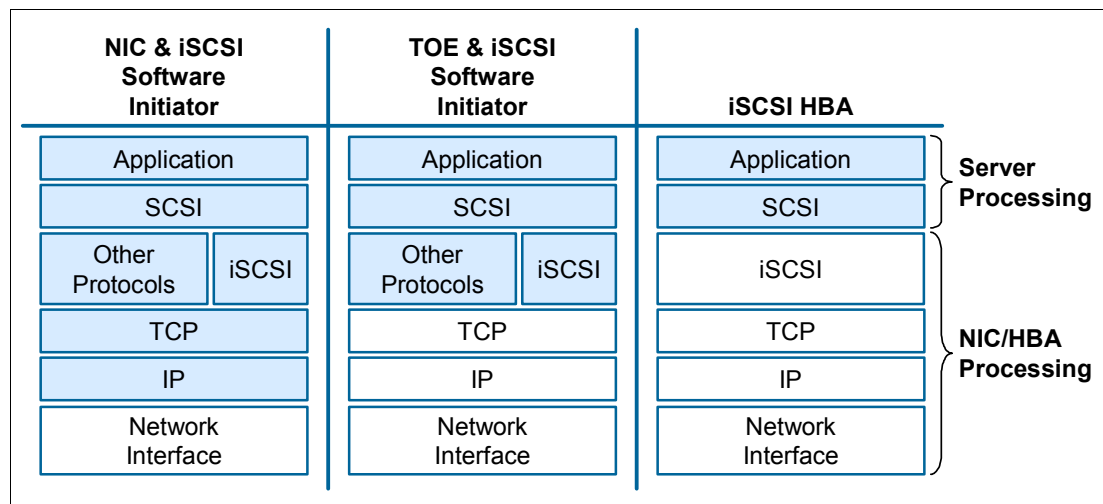 NIC & iSCSI
Software
Initiator
TOE & iSCSI
Software
Initiator
iSCSI HBA
Application
SCSI
Other
Protocols
iSCSI
TCP
IP
Network
Interface
Application
SCSI
Other
Protocols
iSCSI
TCP
IP
Network
Interface
Application
SCSI
iSCSI
TCP
IP
Network
Interface
Server
Processing
NIC/HBA
Processing